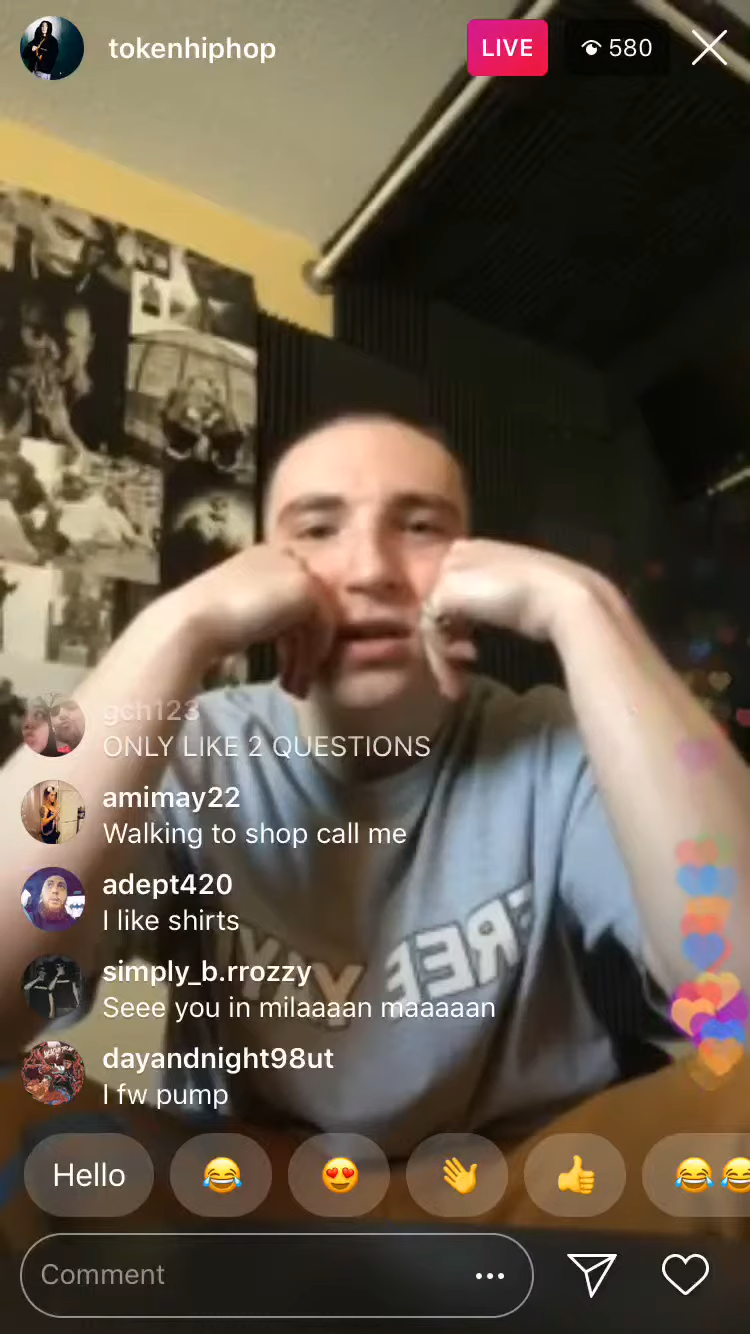 tokenhiphop
LIVE
580
gch123
ONLY LIKE 2 QUESTIONS
amimay22
Walking to shop call me
adept420
I like shirts
simply_b.rrozzy
Seee you in milaaaan maaaaan
FREE
dayandnight98ut
I fw pump
Hello
Comment